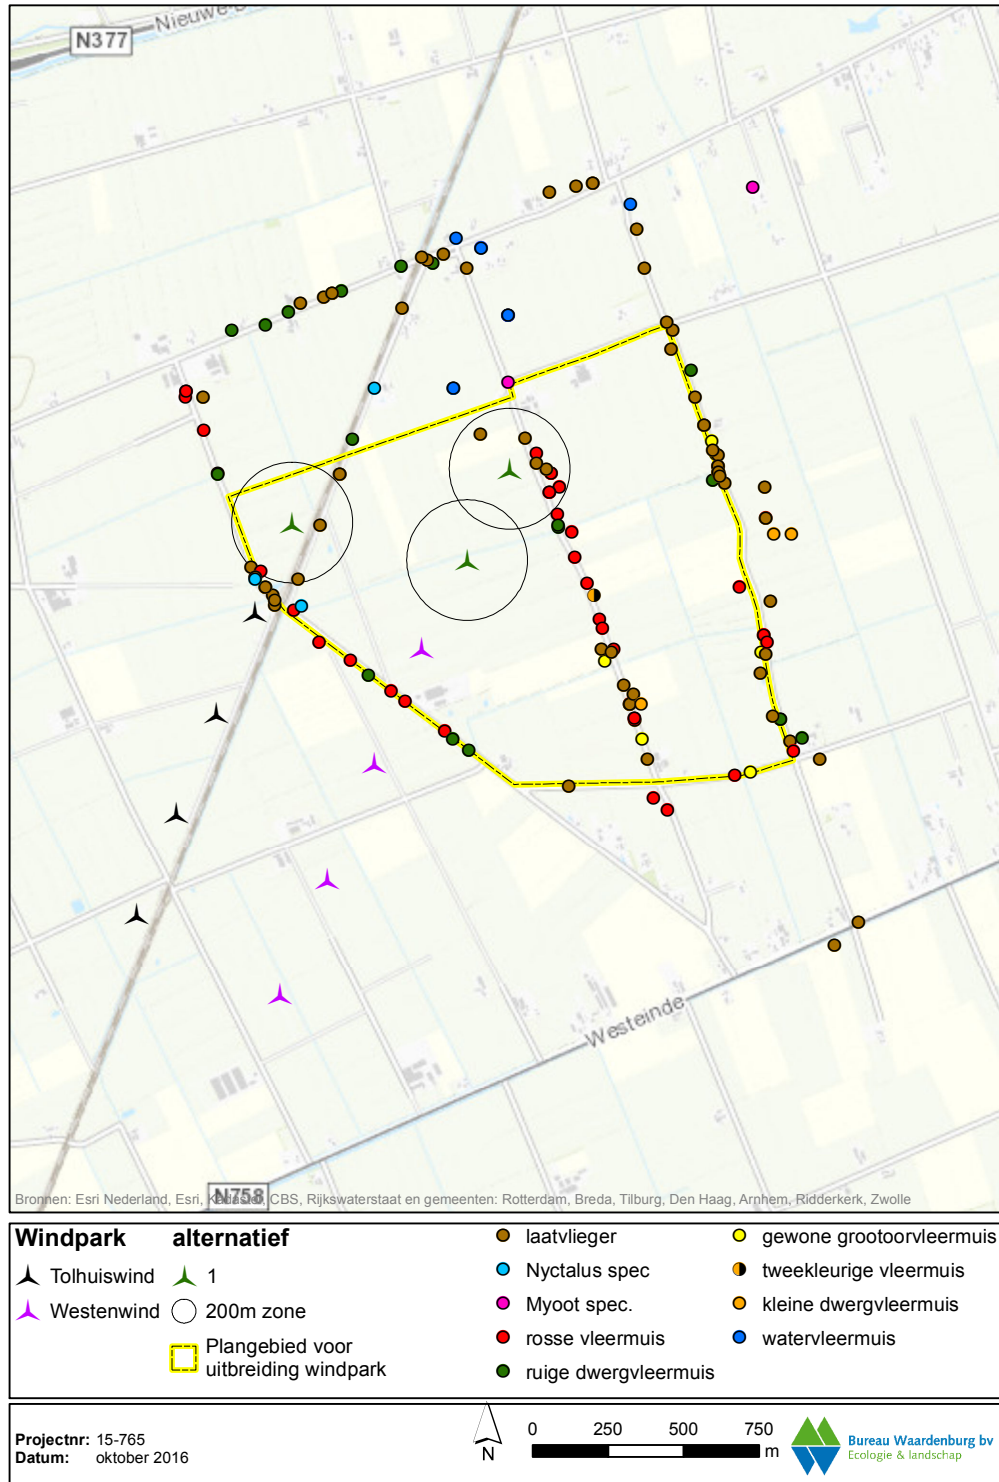 Nieuwe
N377
Westeinde
N758
Bronnen: Esri Nederland, Esri, Kadaster, CBS, Rijkswaterstaat en gemeenten: Rotterdam, Breda, Tilburg, Den Haag, Arnhem, Ridderkerk, Zwolle
Windpark
Tolhuiswind
Westenwind
alternatief
1
200m zone
Plangebied voor
uitbreiding windpark
laatvlieger
Nyctalus spec
Myoot spec.
rosse vleermuis
ruige dwergvleermuis
gewone grootoorvleermuis
tweekleurige vleermuis
kleine dwergvleermuis
watervleermuis
Projectnr: 15-765
Datum: oktober 2016
N
0 250 500 750
m
Bureau Waardenburg bv
Ecologie & landschap